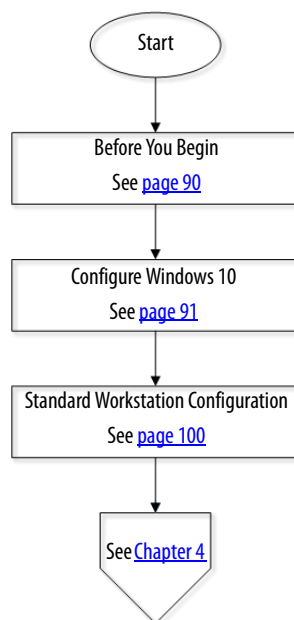 Start
Before You Begin
See page 90
Configure Windows 10
See page 91
Standard Workstation Configuration
See page 100
See Chapter 4